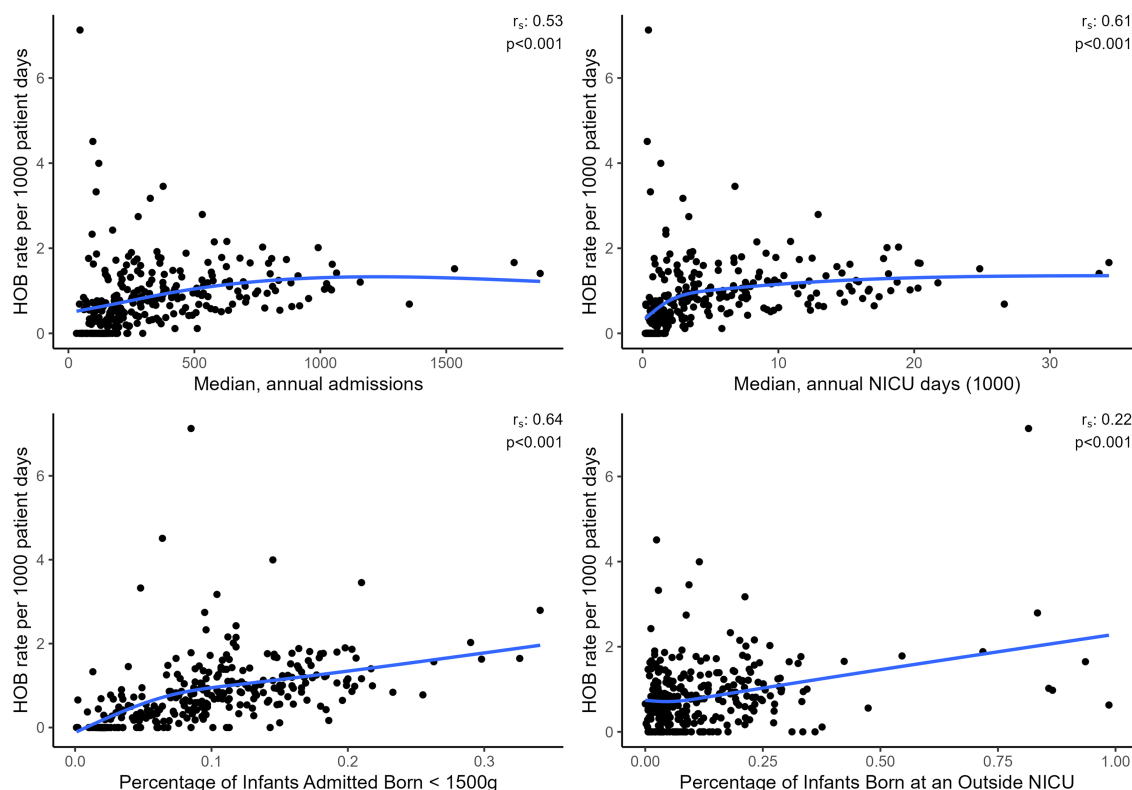 r_s: 0.53
p<0.001
HOB rate per 1000 patient days
6
4
2
0
0
500
1000
1500
Median, annual admissions
r_s: 0.61
p<0.001
HOB rate per 1000 patient days
6
4
2
0
0
10
20
30
Median, annual NICU days (1000)
r_s: 0.64
p<0.001
HOB rate per 1000 patient days
6
4
2
0
0.0
0.1
0.2
0.3
Percentage of Infants Admitted Born < 1500g
r_s: 0.22
p<0.001
HOB rate per 1000 patient days
6
4
2
0
0.00
0.25
0.50
0.75
1.00
Percentage of Infants Born at an Outside NICU